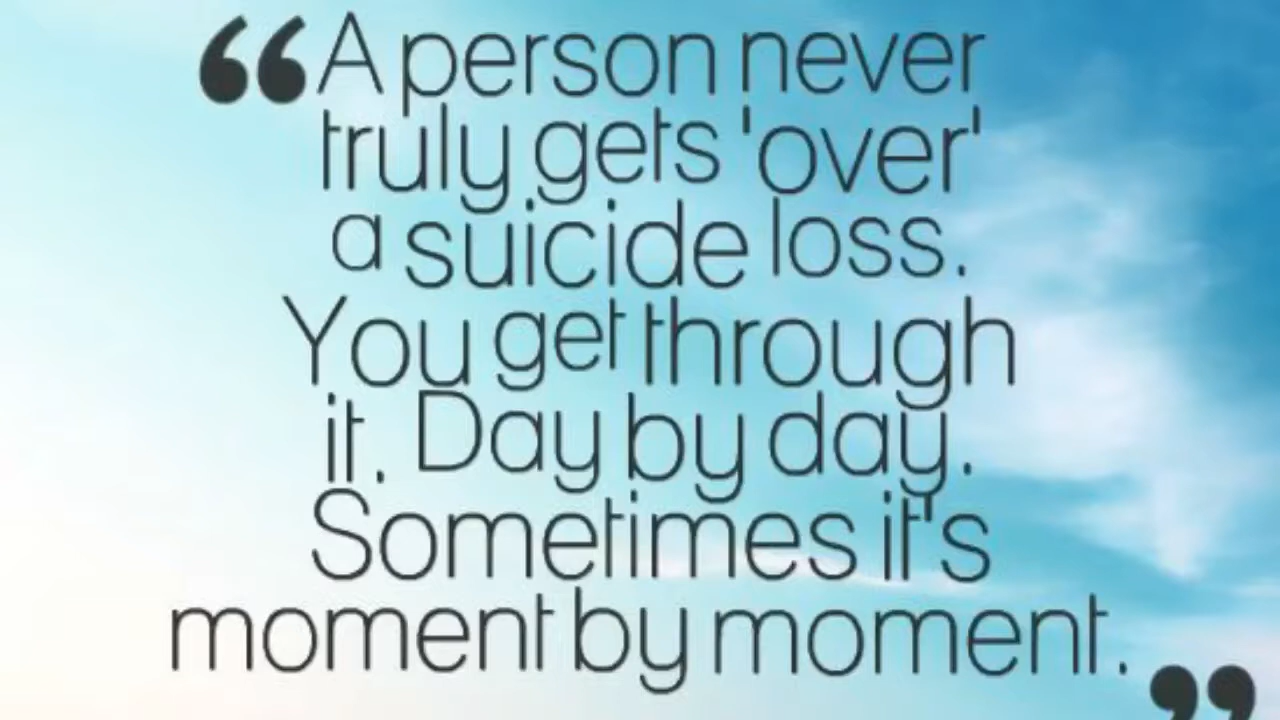 “A person never
truly gets 'over'
a suicide loss.
You get through
it. Day by day.
Sometimes it's
moment by moment.”